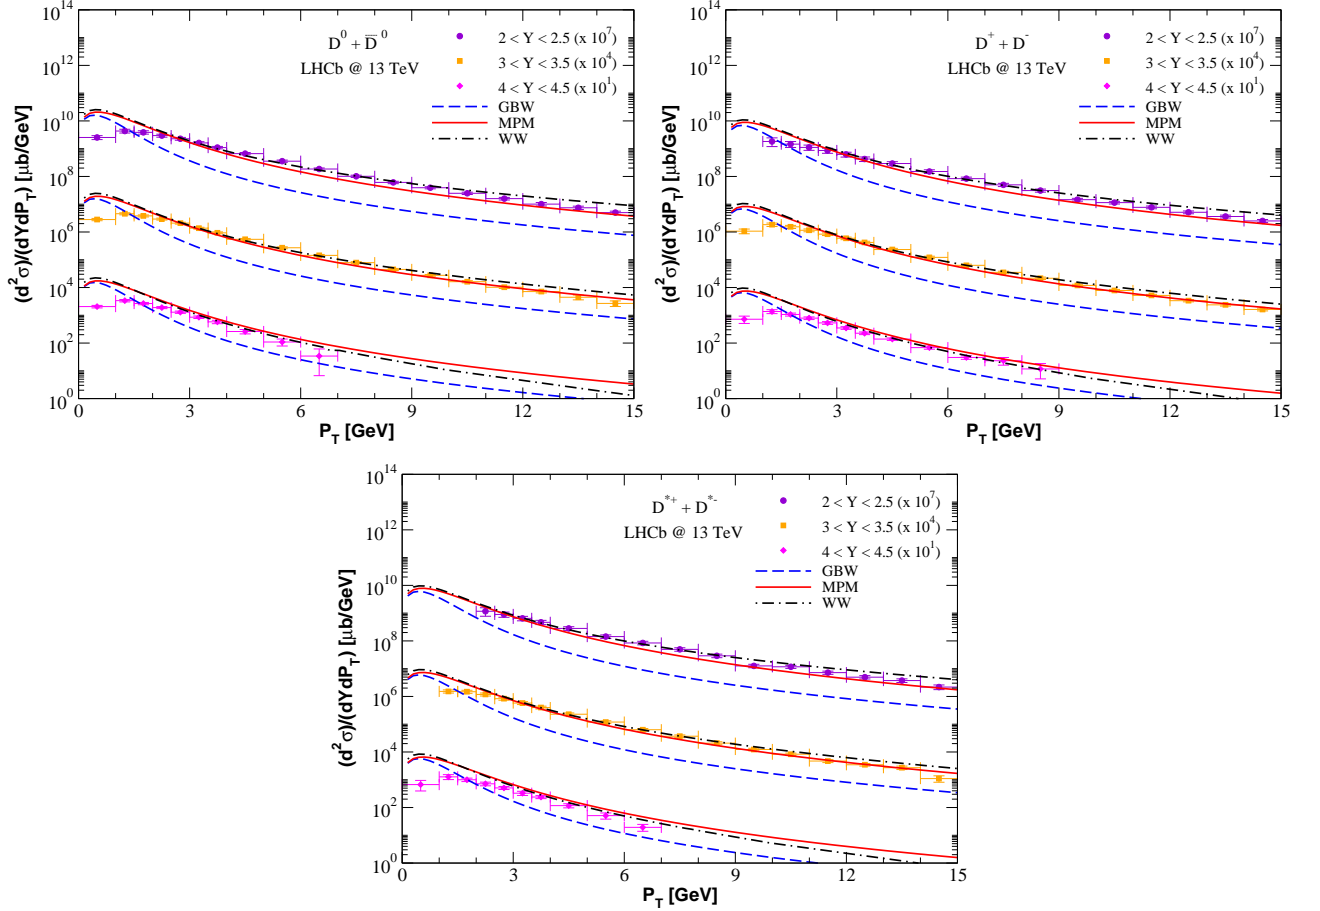 10^14
10^12
10^10
10^8
10^6
10^4
10^2
10^0
(d^2σ)/(dYdP_T) [μb/GeV]
D^0 + D̅^0
LHCb @ 13 TeV
2 < Y < 2.5 (x 10^7)
3 < Y < 3.5 (x 10^4)
4 < Y < 4.5 (x 10^1)
GBW
MPM
WW
0 3 6 9 12 15
P_T [GeV]
10^14
10^12
10^10
10^8
10^6
10^4
10^2
10^0
(d^2σ)/(dYdP_T) [μb/GeV]
D^+ + D^-
LHCb @ 13 TeV
2 < Y < 2.5 (x 10^7)
3 < Y < 3.5 (x 10^4)
4 < Y < 4.5 (x 10^1)
GBW
MPM
WW
0 3 6 9 12 15
P_T [GeV]
10^14
10^12
10^10
10^8
10^6
10^4
10^2
10^0
(d^2σ)/(dYdP_T) [μb/GeV]
D^*+ + D^*-
LHCb @ 13 TeV
2 < Y < 2.5 (x 10^7)
3 < Y < 3.5 (x 10^4)
4 < Y < 4.5 (x 10^1)
GBW
MPM
WW
0 3 6 9 12 15
P_T [GeV]